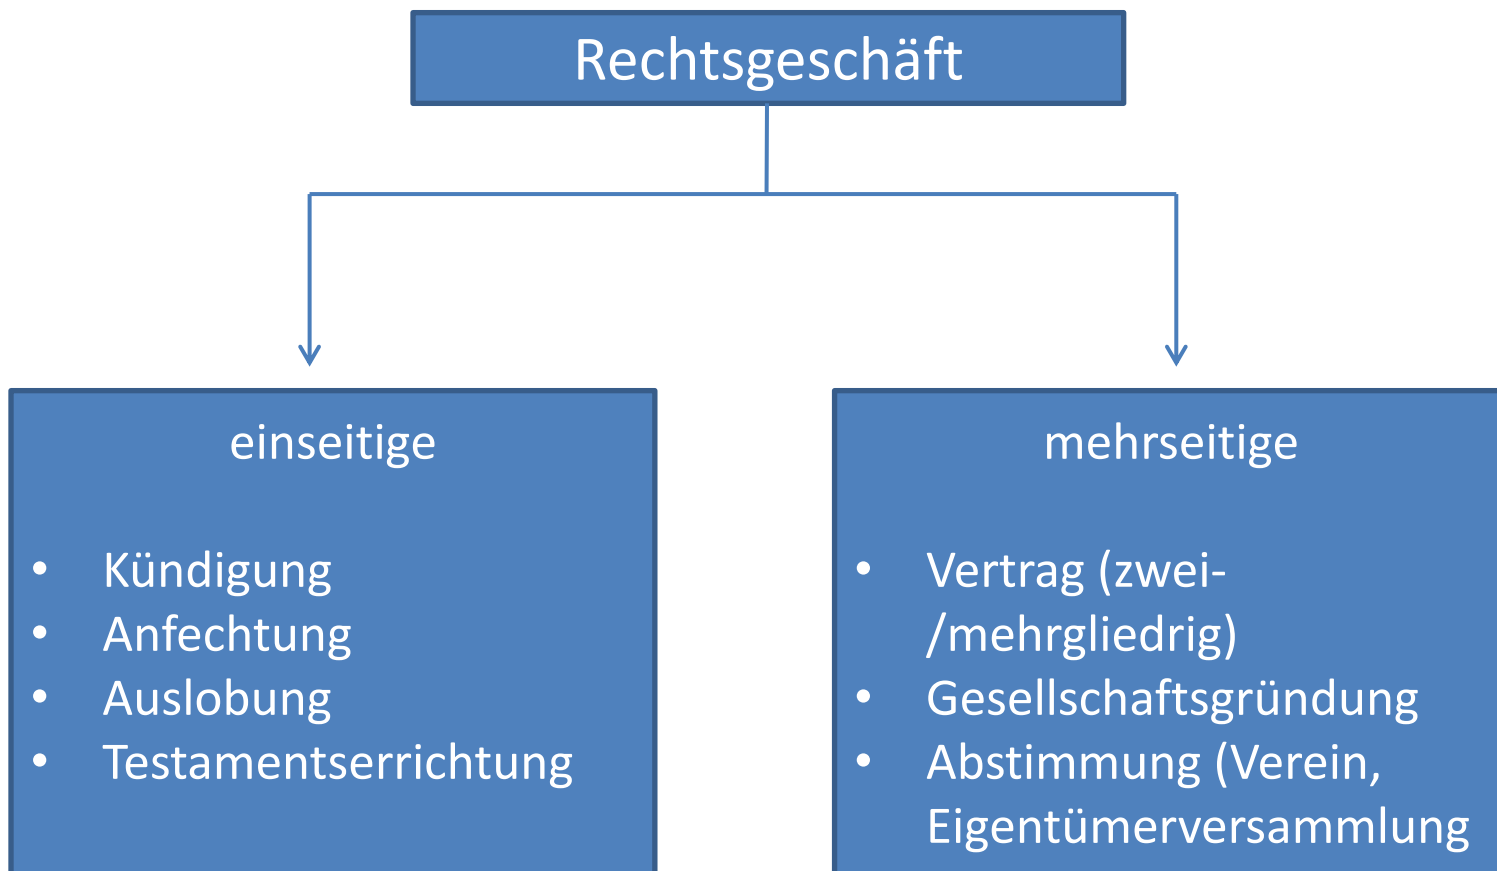 Rechtsgeschäft
einseitige
• Kündigung
• Anfechtung
• Auslobung
• Testamentserrichtung
mehrseitige
• Vertrag (zwei-
/mehrgliedrig)
• Gesellschaftsgründung
• Abstimmung (Verein,
Eigentümerversammlung